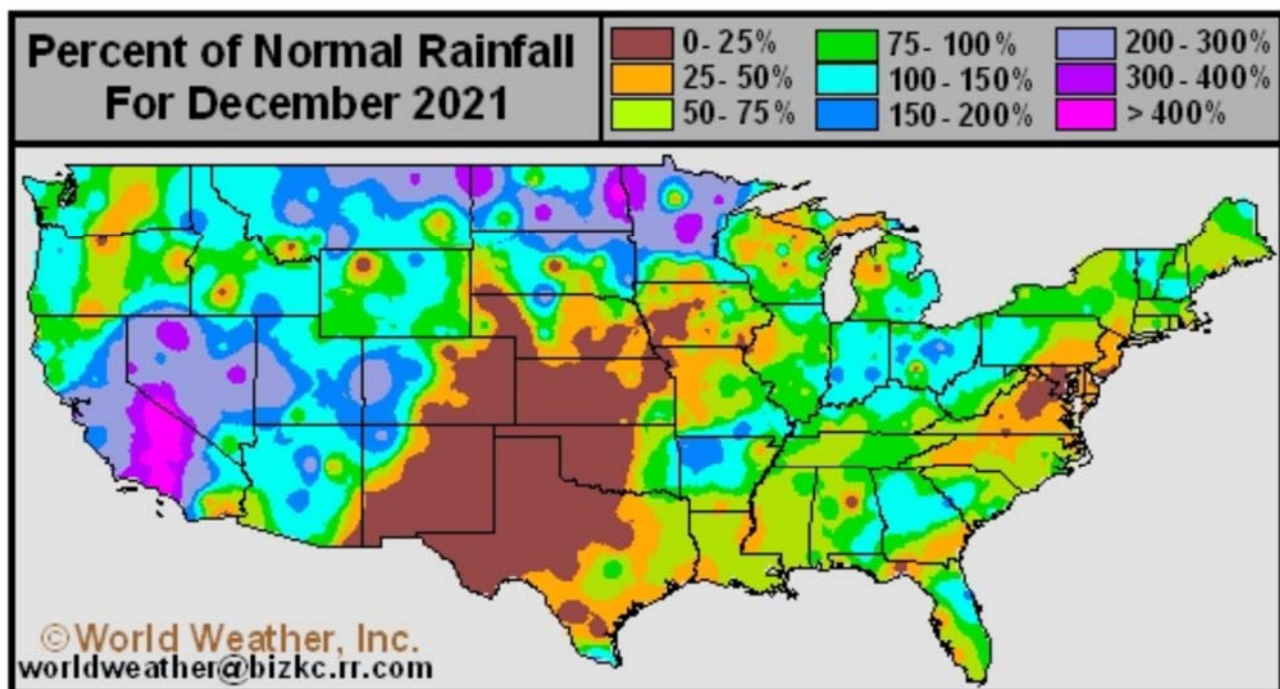 Percent of Normal Rainfall
For December 2021
0- 25%
25- 50%
50- 75%
75- 100%
100- 150%
150- 200%
200 - 300%
300 - 400%
> 400%
©World Weather, Inc.
worldweather@bizkc.rr.com